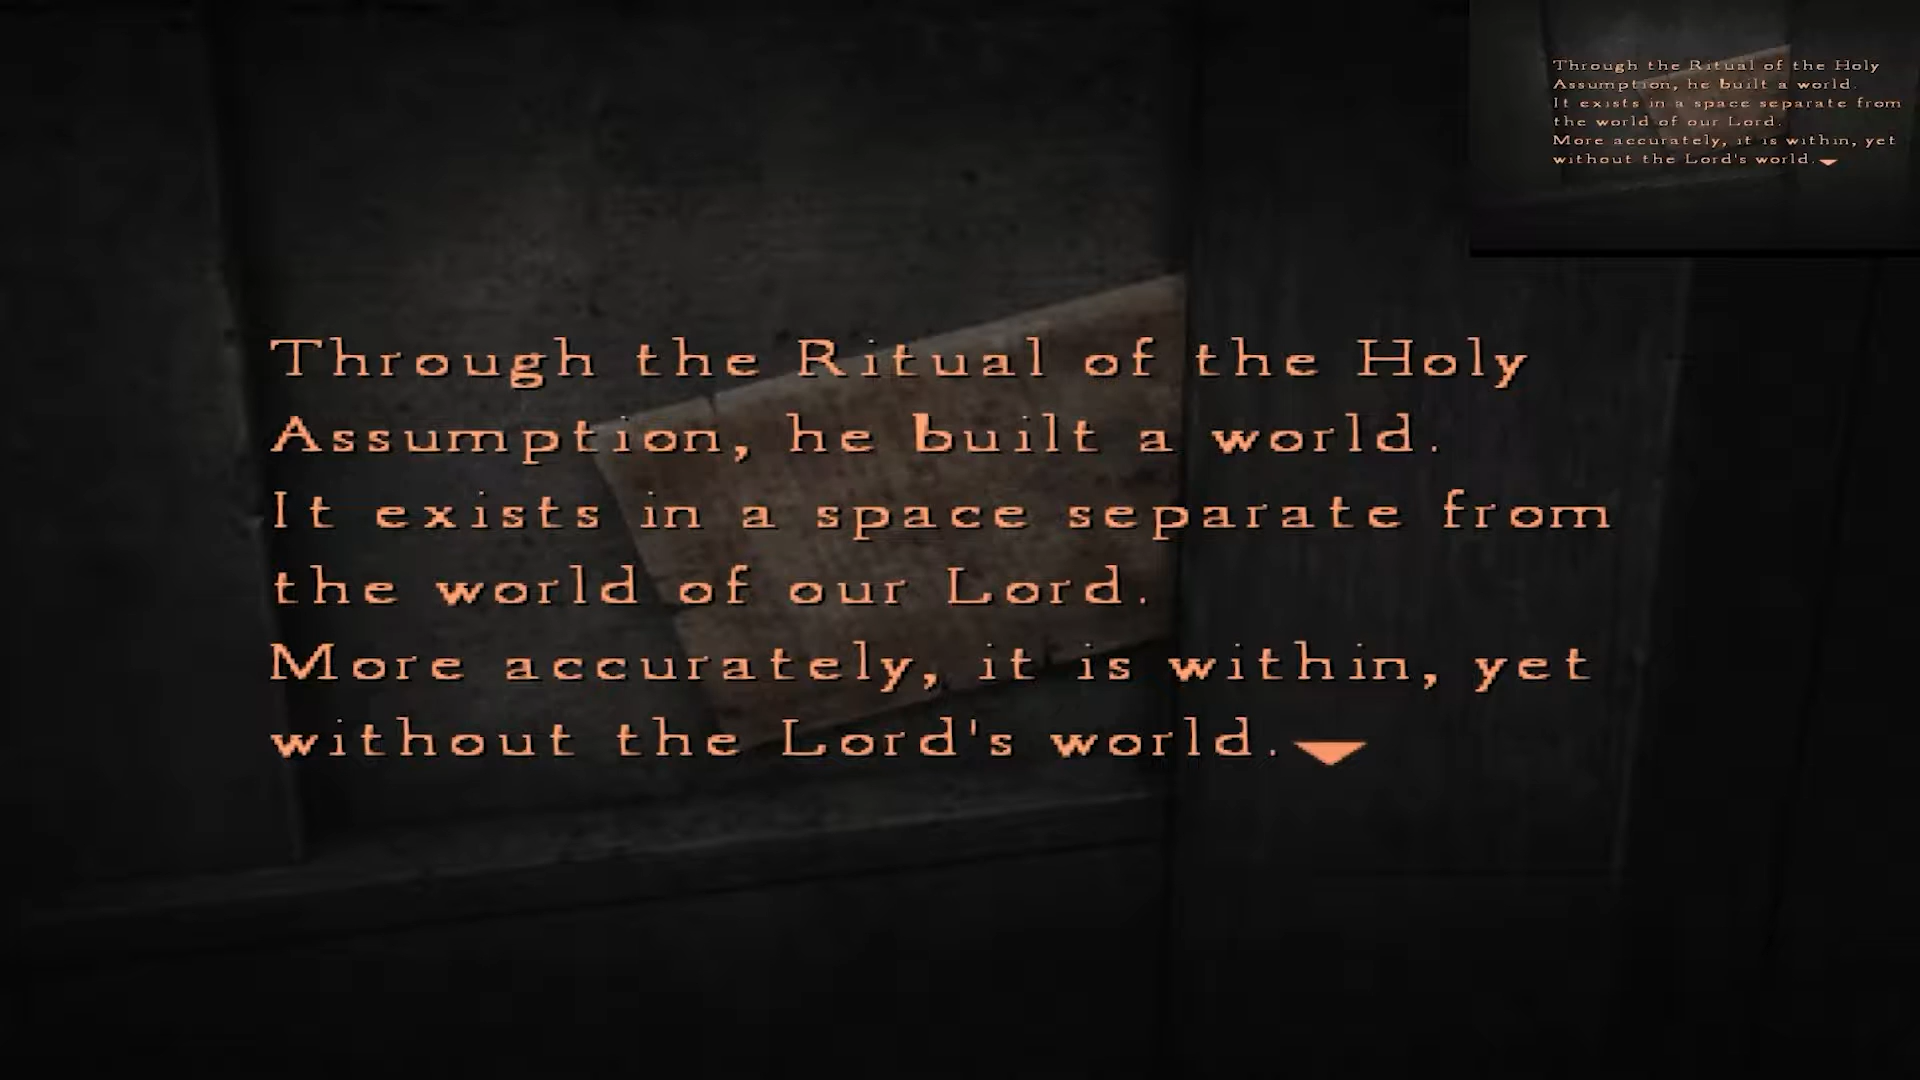 Through the Ritual of the Holy
Assumption, he built a world.
It exists in a space separate from
the world of our Lord.
More accurately, it is within, yet
without the Lord's world.
Through the Ritual of the Holy
Assumption, he built a world.
It exists in a space separate from
the world of our Lord.
More accurately, it is within, yet
without the Lord's world.